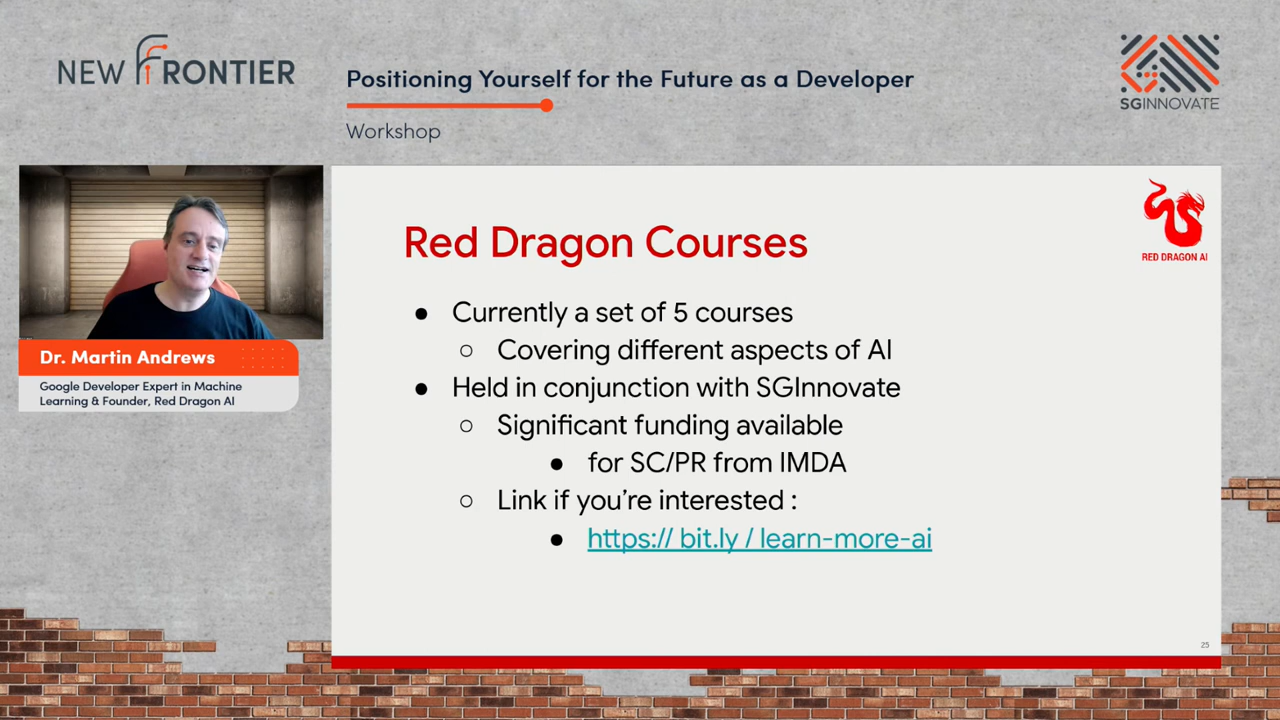 NEW FRONTIER
Positioning Yourself for the Future as a Developer
Workshop
SGINNOVATE
Dr. Martin Andrews
Google Developer Expert in Machine
Learning & Founder, Red Dragon AI
RED DRAGON AI
Red Dragon Courses
● Currently a set of 5 courses
○ Covering different aspects of AI
● Held in conjunction with SGInnovate
○ Significant funding available
● for SC/PR from IMDA
○ Link if you’re interested :
● https:// bit.ly / learn-more-ai
25